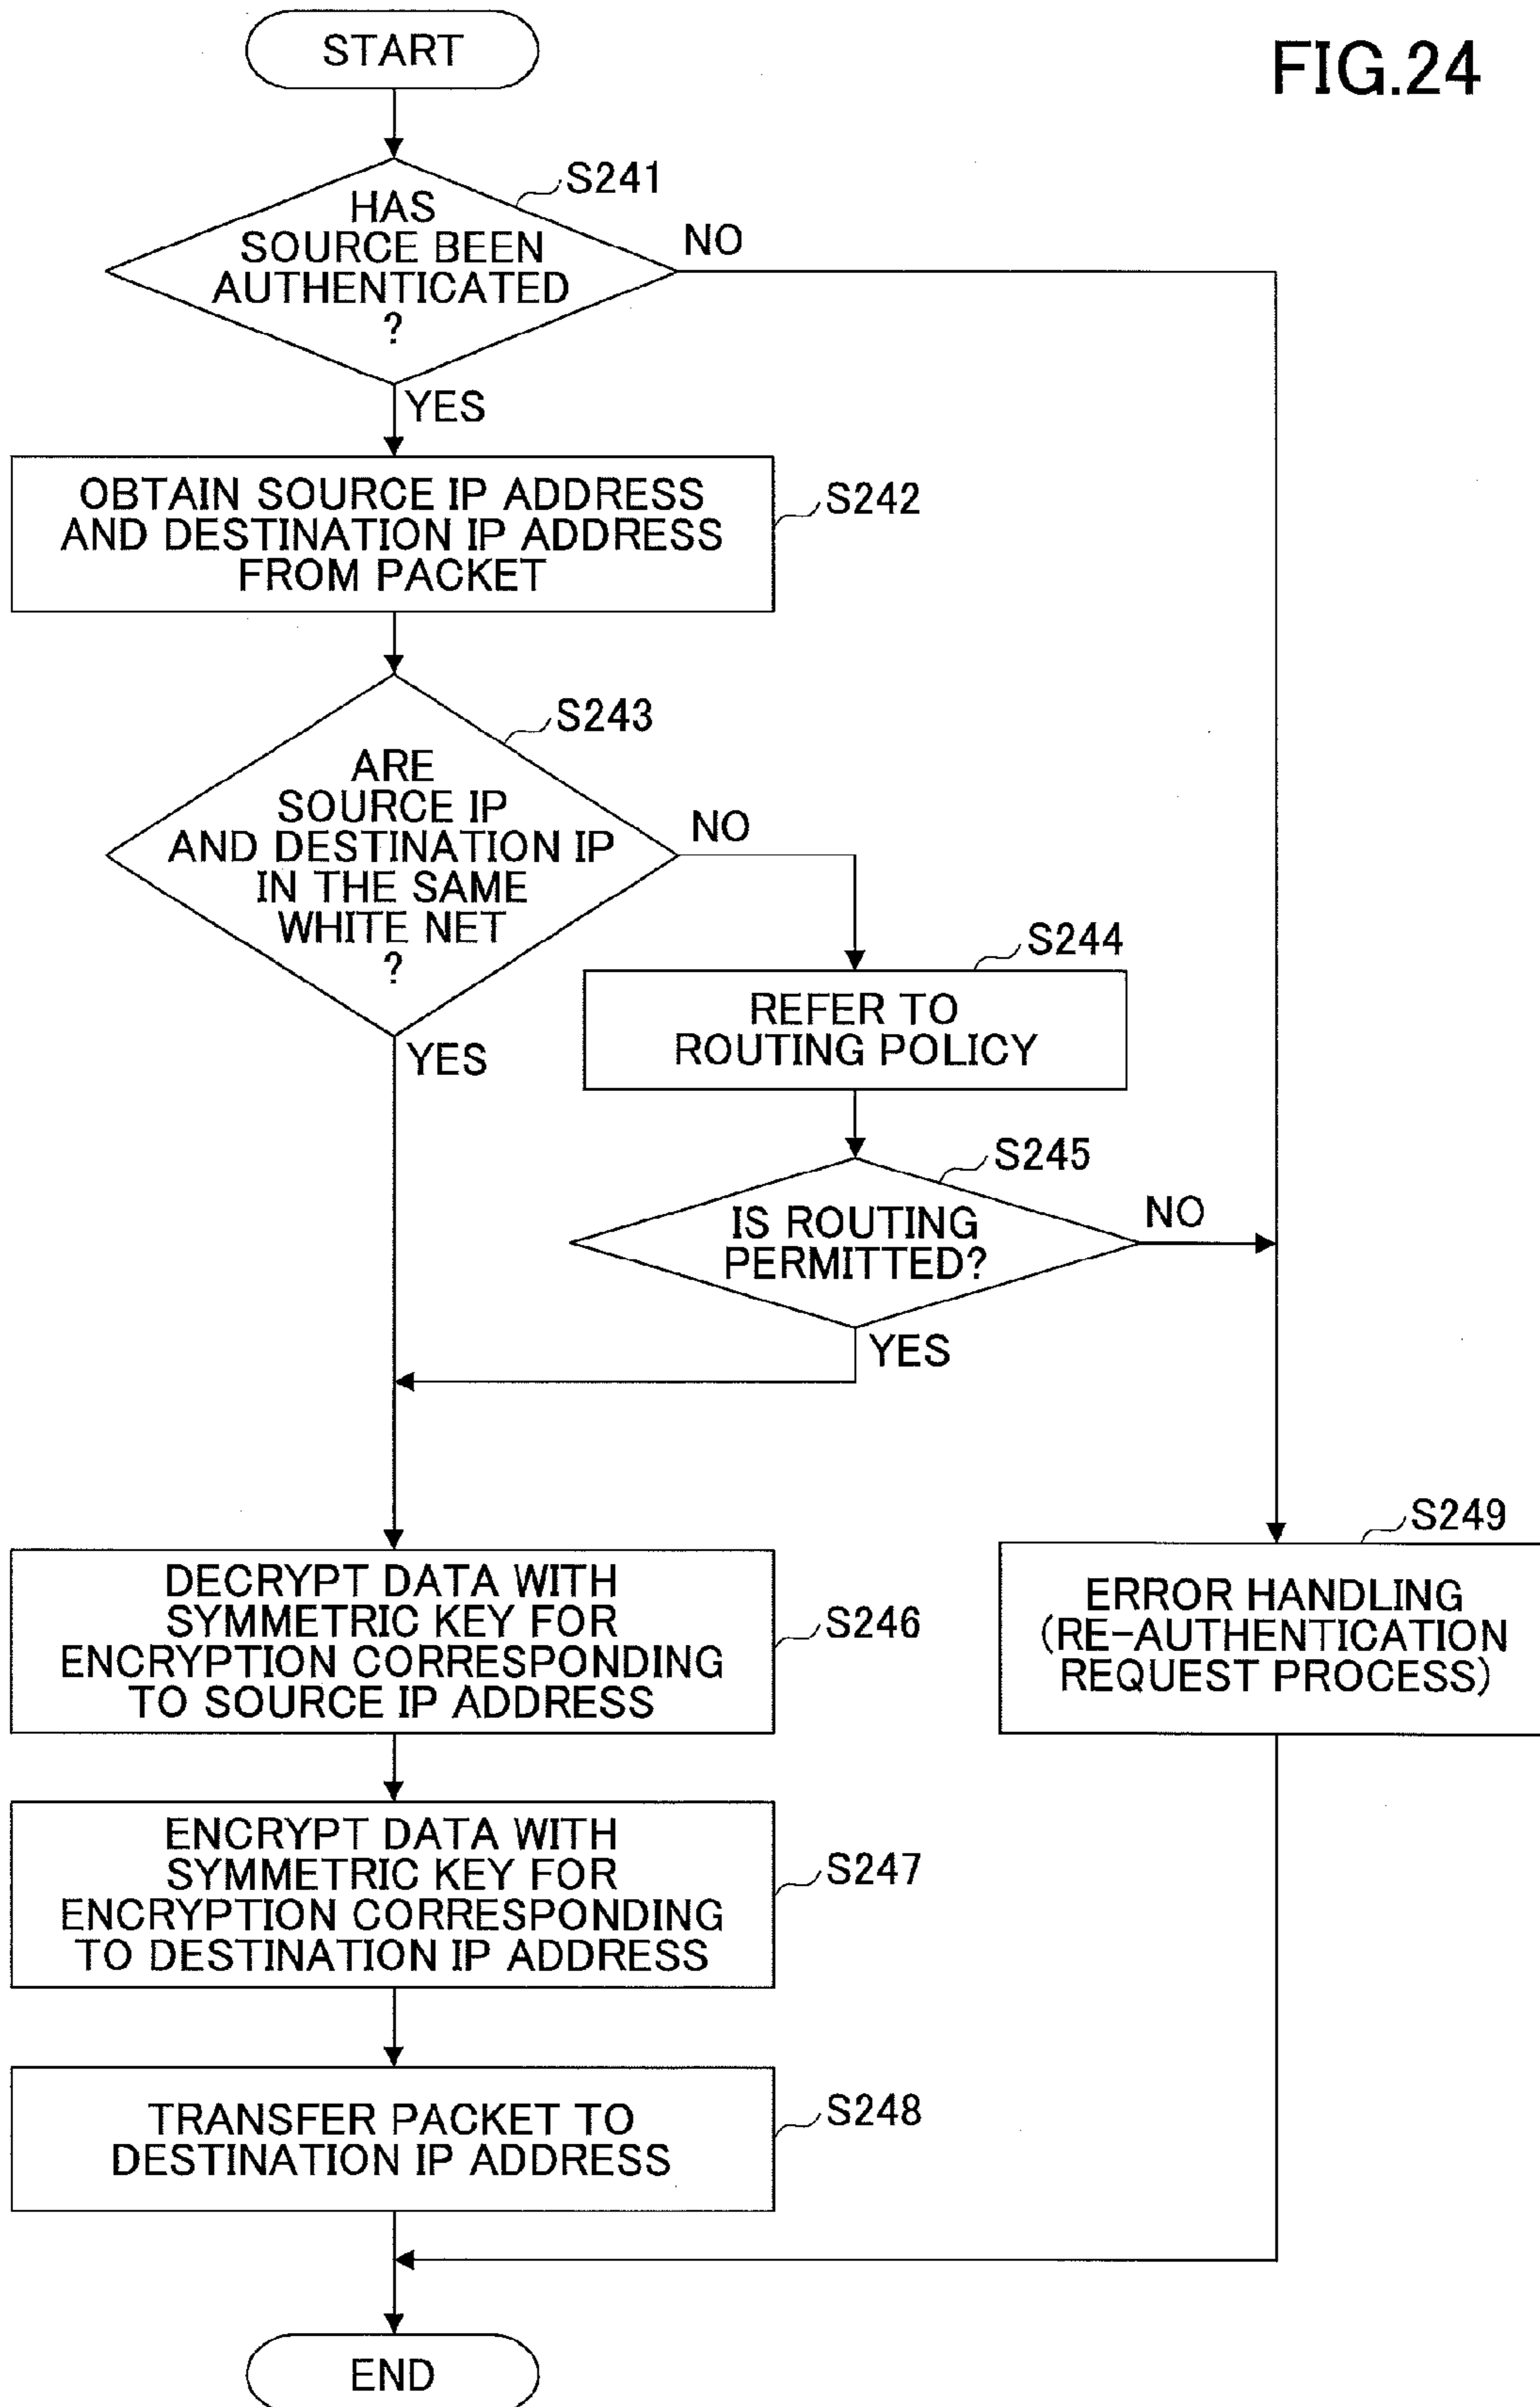 FIG.24
START
S241
HAS
SOURCE BEEN
AUTHENTICATED
?
NO
YES
OBTAIN SOURCE IP ADDRESS
AND DESTINATION IP ADDRESS
FROM PACKET
S242
S243
ARE
SOURCE IP
AND DESTINATION IP
IN THE SAME
WHITE NET
?
NO
YES
S244
REFER TO
ROUTING POLICY
S245
IS ROUTING
PERMITTED?
NO
YES
DECRYPT DATA WITH
SYMMETRIC KEY FOR
ENCRYPTION CORRESPONDING
TO SOURCE IP ADDRESS
S246
S249
ERROR HANDLING
(RE-AUTHENTICATION
REQUEST PROCESS)
ENCRYPT DATA WITH
SYMMETRIC KEY FOR
ENCRYPTION CORRESPONDING
TO DESTINATION IP ADDRESS
S247
TRANSFER PACKET TO
DESTINATION IP ADDRESS
S248
END